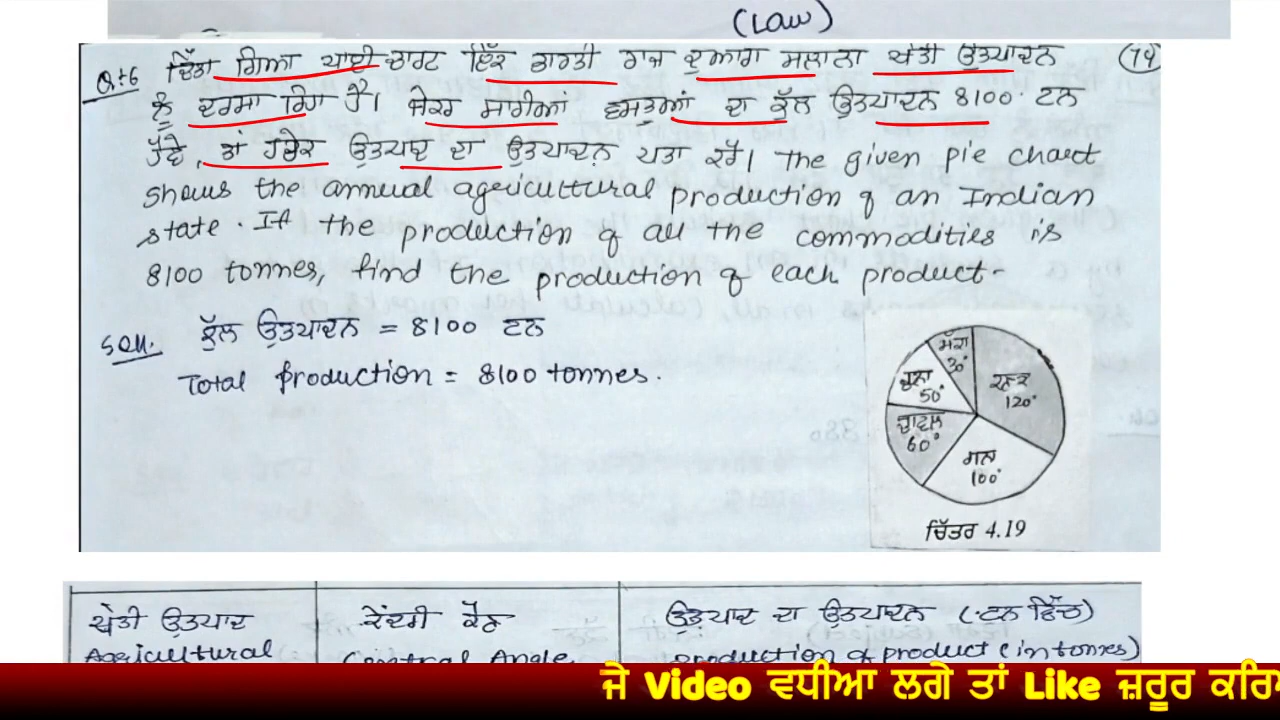 (Law)
Q:6 ਦਿੱਤਾ ਗਿਆ ਪਾਈ ਚਾਰਟ ਇੱਕ ਭਾਰਤੀ ਰਾਜ ਦੁਆਰਾ ਸਲਾਨਾ ਖੇਤੀ ਉਤਪਾਦਨ (74)
ਨੂੰ ਦਰਸਾ ਰਿਹਾ ਹੈ। ਜੇਕਰ ਸਾਰੀਆਂ ਵਸਤੂਆਂ ਦਾ ਕੁੱਲ ਉਤਪਾਦਨ 8100 ਟਨ
ਹੋਵੇ, ਤਾਂ ਹਰੇਕ ਉਤਪਾਦ ਦਾ ਉਤਪਾਦਨ ਪਤਾ ਕਰੋ। The given Pie chart
shows the annual agricultural production of an Indian
state. If the production of all the commodities is
8100 tonnes, find the production of each product.
Soln. ਕੁੱਲ ਉਤਪਾਦਨ = 8100 ਟਨ
Total Production = 8100 tonnes.
ਮੱਕਾ
30°
ਕਣਕ
120°
50°
ਚਾਵਲ
60°
ਗੰਨਾ
100°
ਚਿੱਤਰ 4.19
ਖੇਤੀ ਉਤਪਾਦ ਕੇਂਦਰੀ ਕੋਣ ਉਤਪਾਦ ਦਾ ਉਤਪਾਦਨ (ਟਨ ਵਿੱਚ)
Agricultural Central Angle production of product (in tonnes)
ਜੇ Video ਵਧੀਆ ਲਗੇ ਤਾਂ Like ਜ਼ਰੂਰ ਕਰਿ